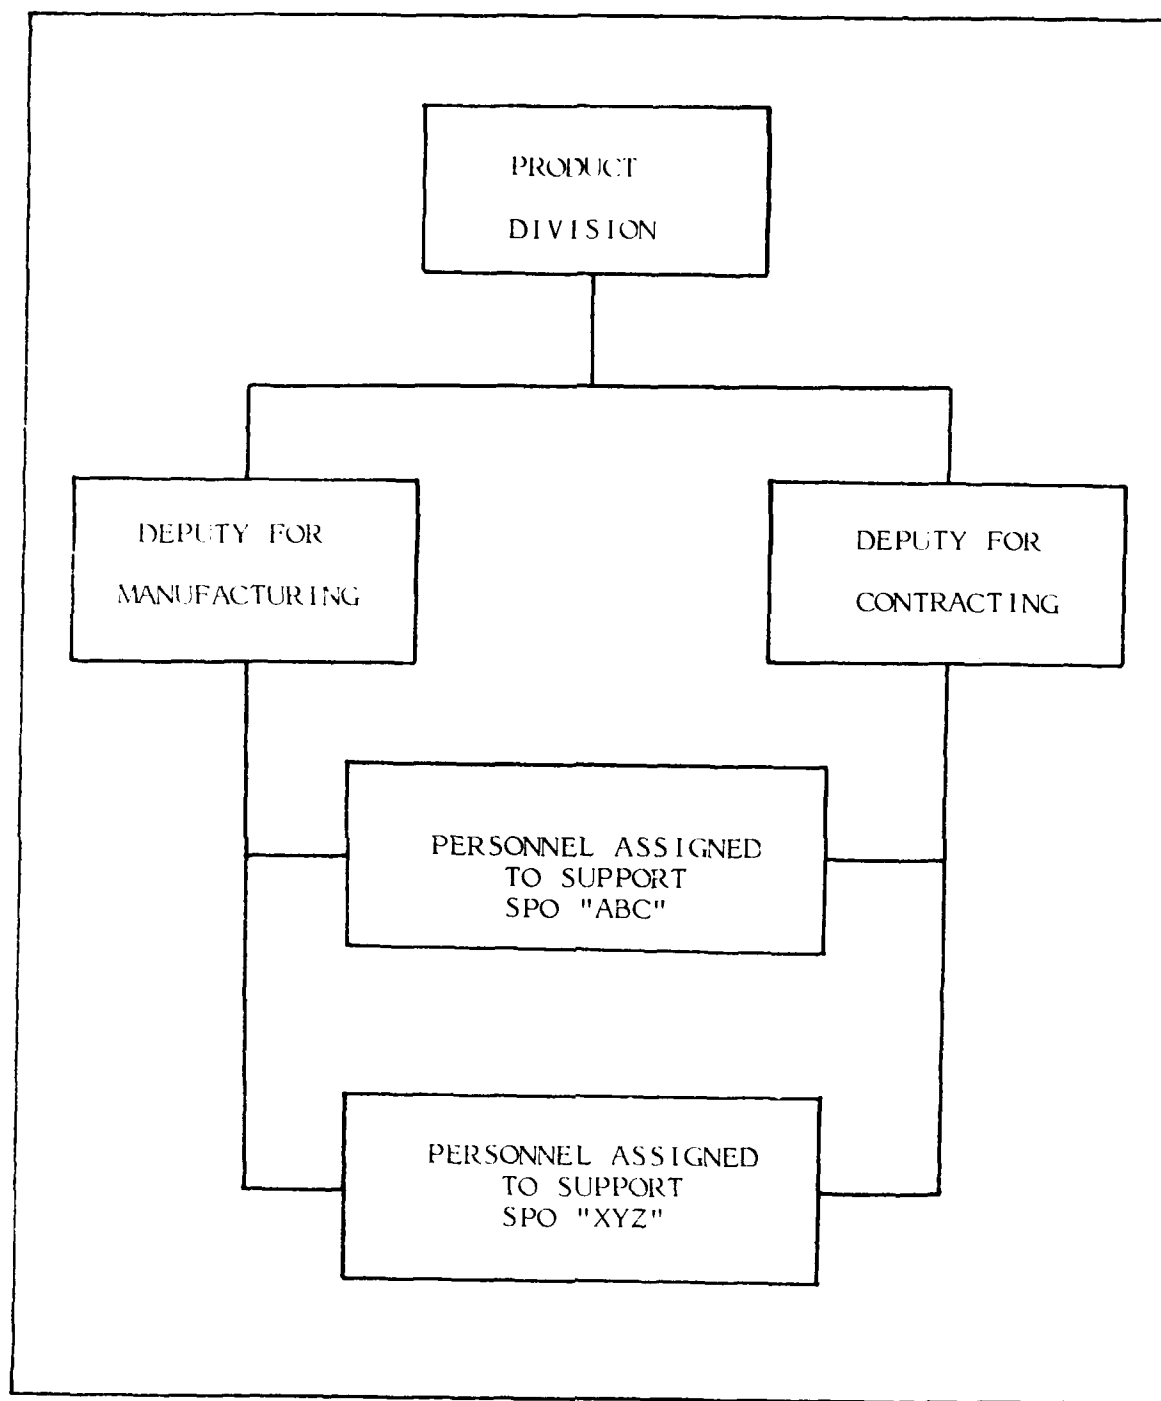 PRODUCT
DIVISION
DEPUTY FOR
MANUFACTURING
DEPUTY FOR
CONTRACTING
PERSONNEL ASSIGNED
TO SUPPORT
SPO "ABC"
PERSONNEL ASSIGNED
TO SUPPORT
SPO "XYZ"